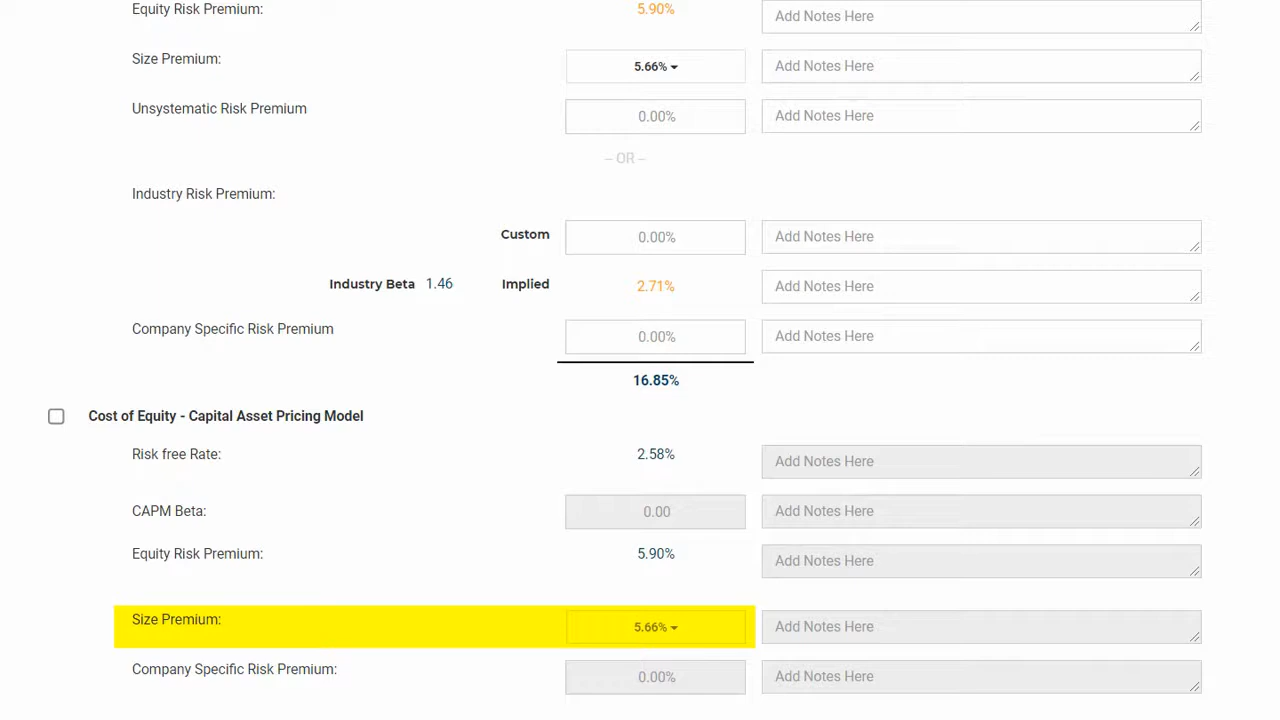 Equity Risk Premium: 5.90% Add Notes Here
Size Premium: 5.66% Add Notes Here
Unsystematic Risk Premium 0.00% Add Notes Here
– OR –
Industry Risk Premium:
Custom 0.00% Add Notes Here
Industry Beta 1.46 Implied 2.71% Add Notes Here
Company Specific Risk Premium 0.00% Add Notes Here
16.85%
Cost of Equity - Capital Asset Pricing Model
Risk free Rate: 2.58% Add Notes Here
CAPM Beta: 0.00 Add Notes Here
Equity Risk Premium: 5.90% Add Notes Here
Size Premium: 5.66% Add Notes Here
Company Specific Risk Premium: 0.00% Add Notes Here